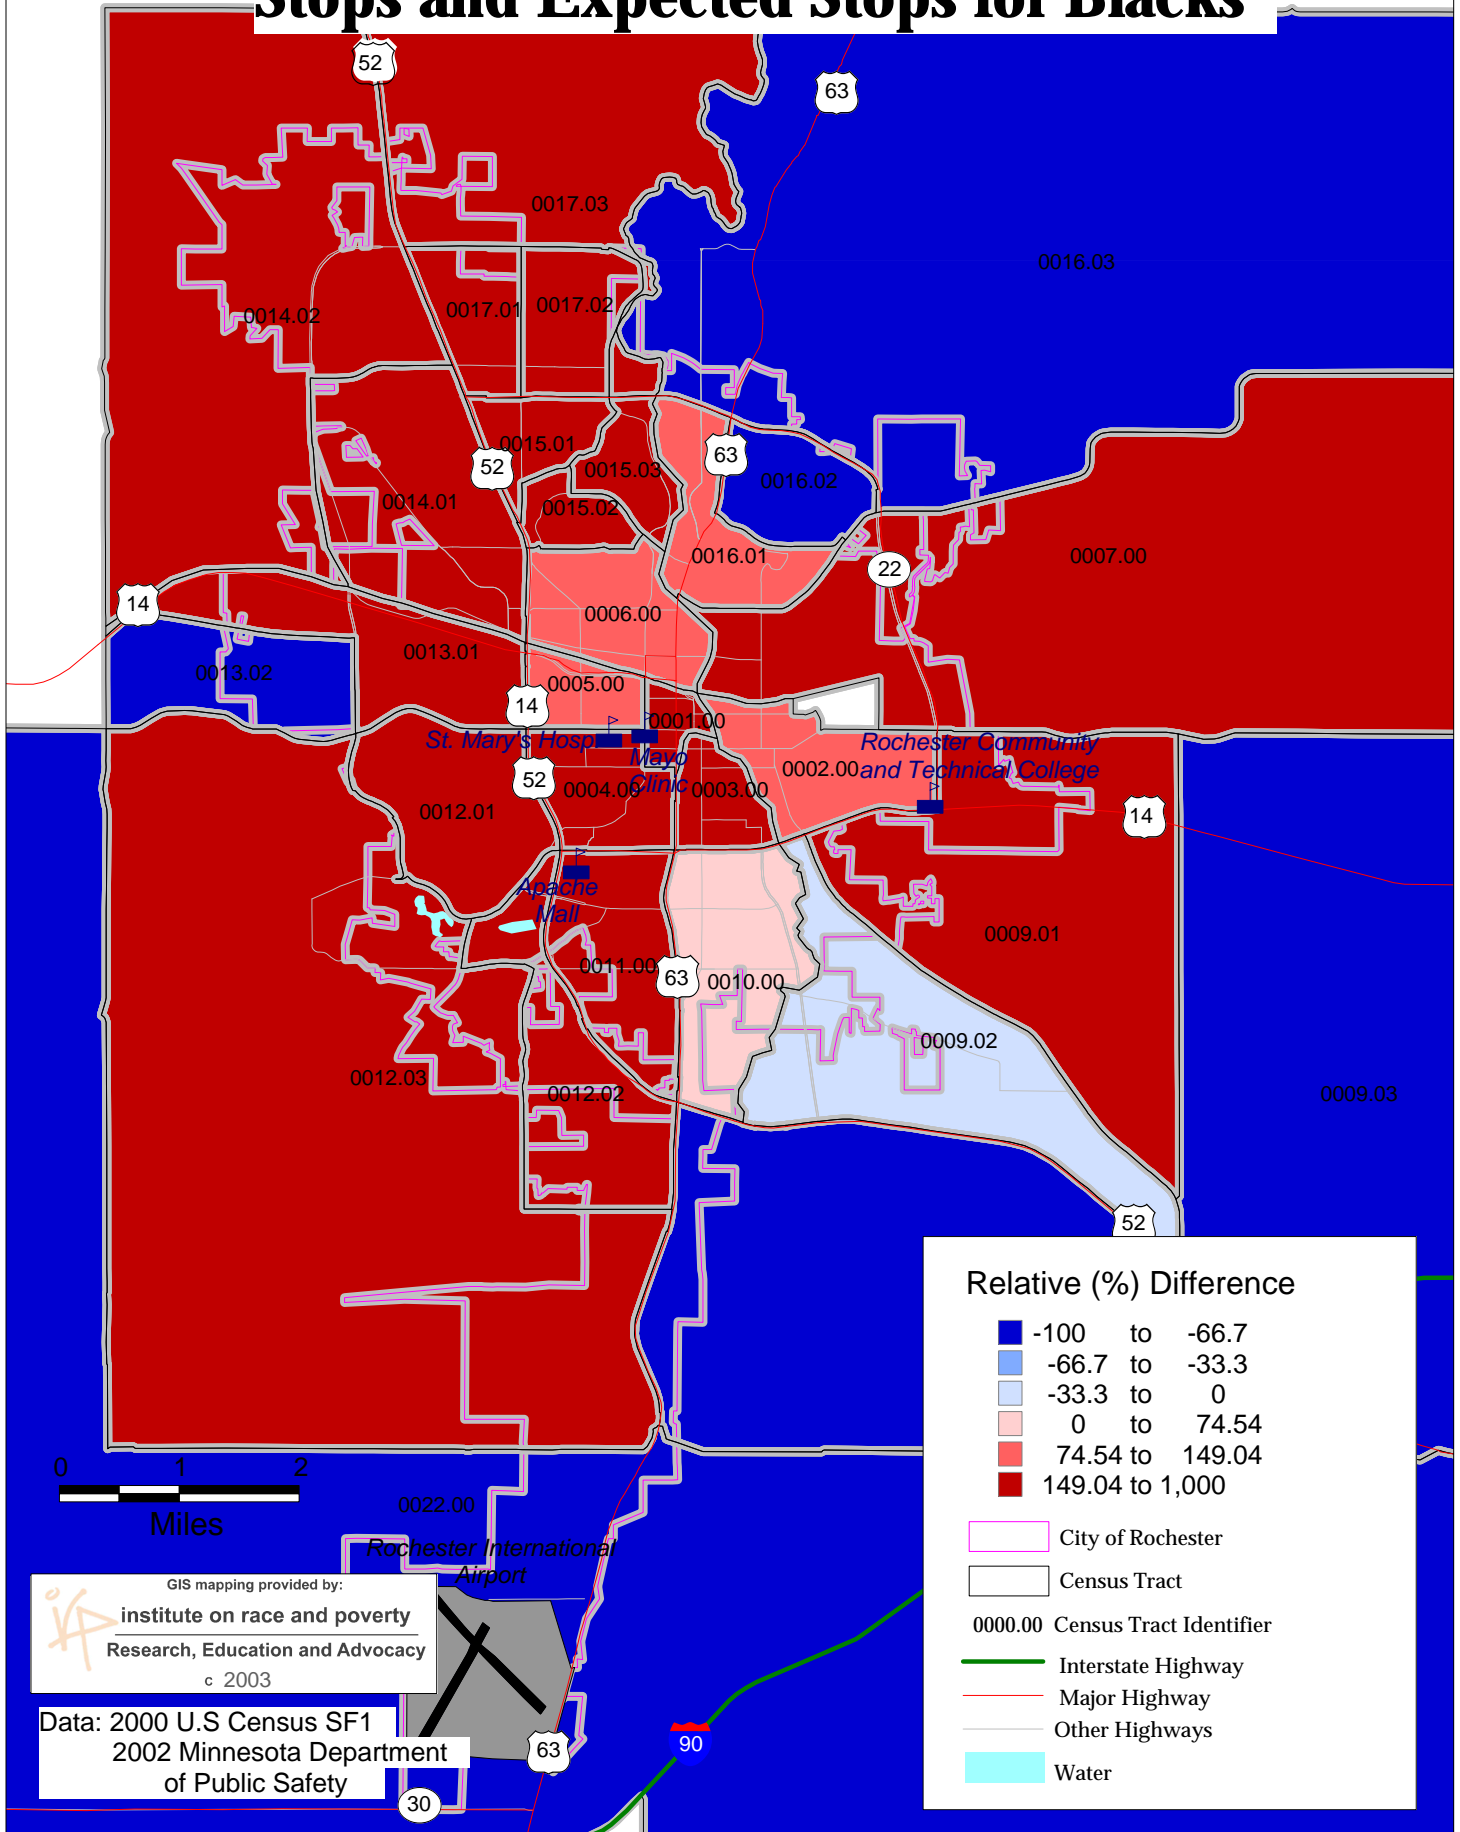 Stops and Expected Stops for Blacks
52
63
0017.03
0016.03
0014.02
0017.01
0017.02
0015.01
63
52
0015.03
0016.02
0014.01
0015.02
0016.01
0007.00
22
14
0006.00
0013.01
0013.02
0005.00
14
0001.00
St. Mary's Hosp
Mayo
Clinic
Rochester Community
and Technical College
0002.00
52
0004.00
0003.00
0012.01
14
Apache
Mall
0009.01
0011.00
63
0010.00
0009.02
0012.03
0012.02
0009.03
52
Relative (%) Difference
-100 to -66.7
-66.7 to -33.3
-33.3 to 0
0 to 74.54
74.54 to 149.04
149.04 to 1,000
City of Rochester
Census Tract
0000.00 Census Tract Identifier
Interstate Highway
Major Highway
Other Highways
Water
0 1 2
Miles
0022.00
Rochester International
Airport
GIS mapping provided by:
irp
institute on race and poverty
Research, Education and Advocacy
c 2003
Data: 2000 U.S Census SF1
2002 Minnesota Department
of Public Safety
63
90
30